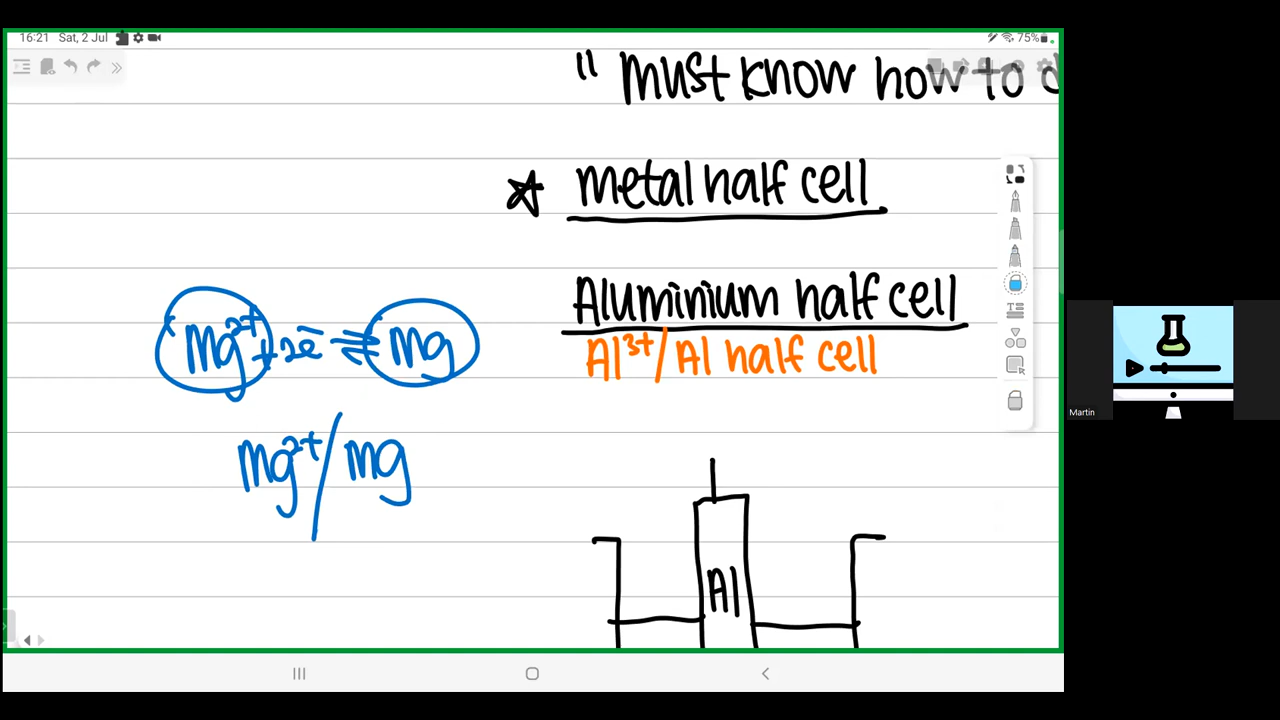 16:21 Sat, 2 Jul 75%
" must know how to d
metal half cell
Aluminium half cell
Al³⁺/Al half cell
Mg²⁺ + 2e⁻ ⇌ Mg
Mg²⁺/Mg
Al
Martin